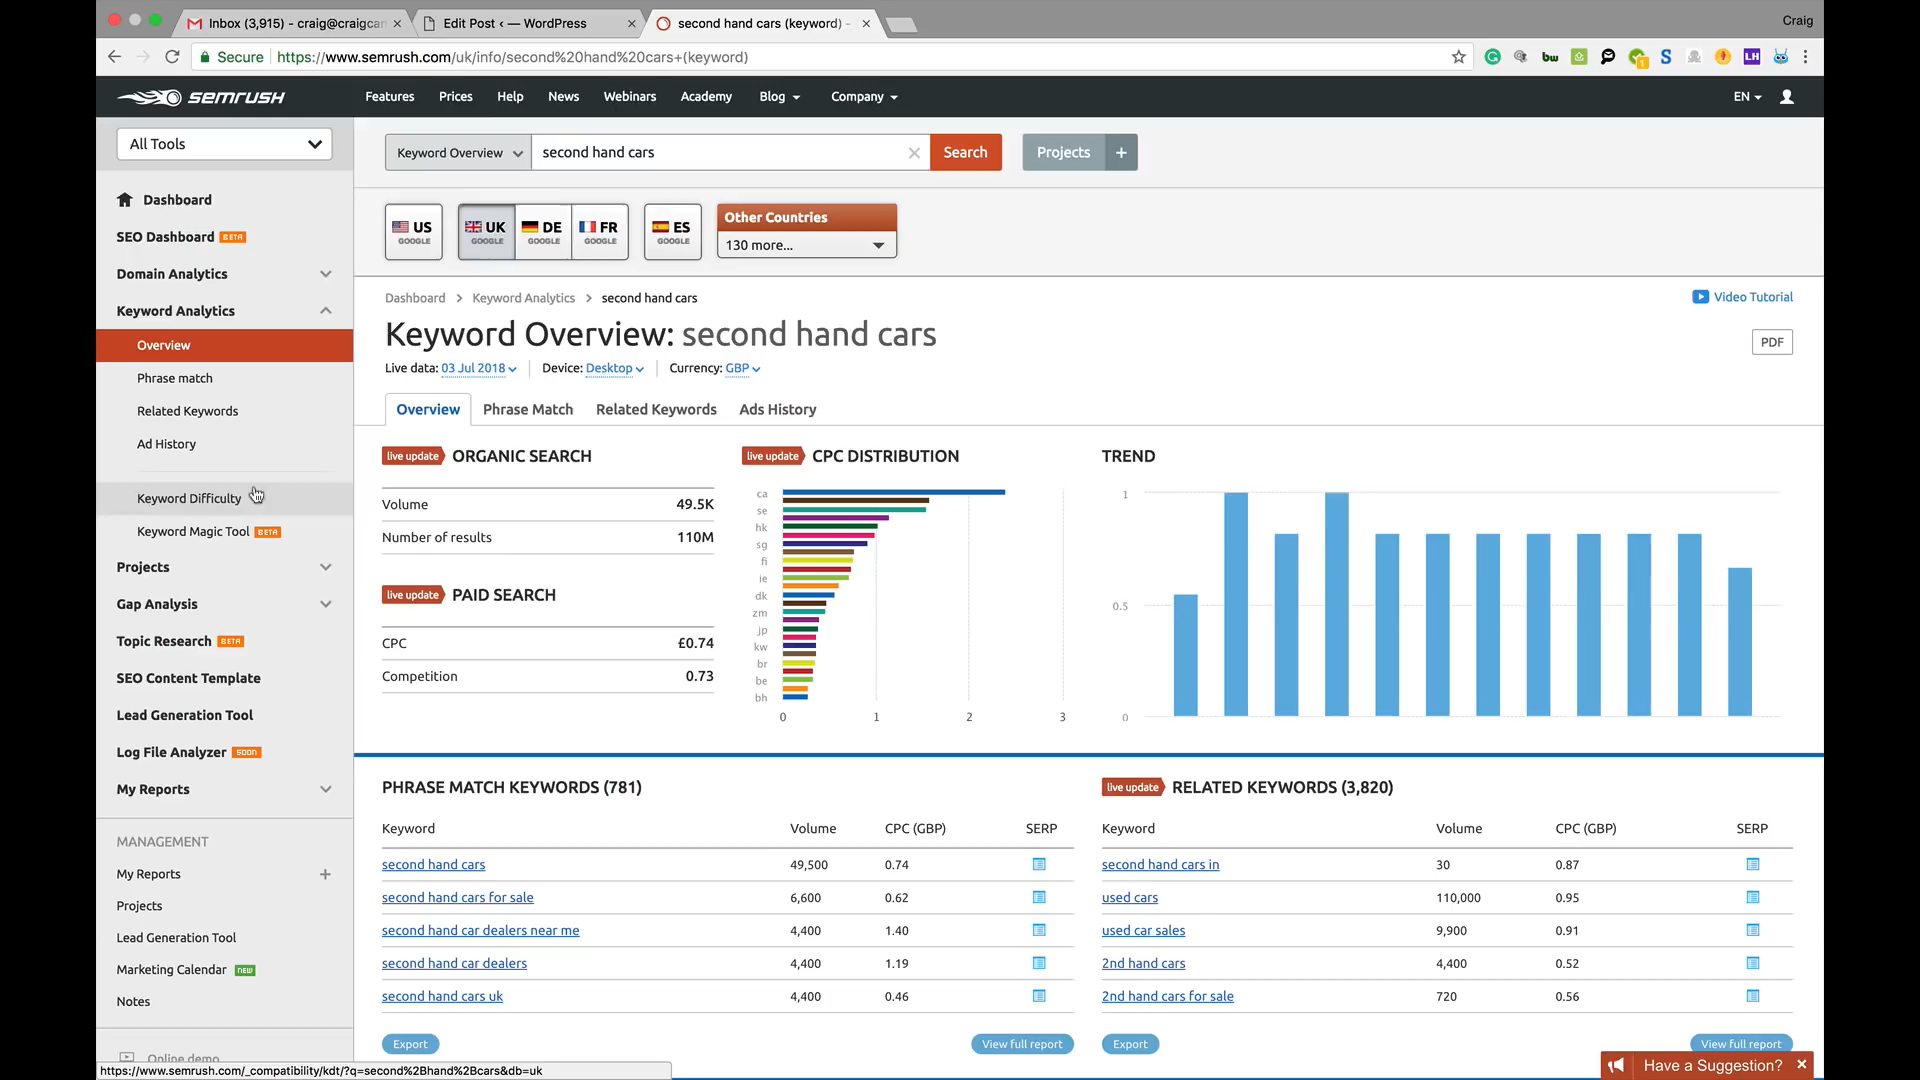 Inbox (3,915) - craig@craigcar
Edit Post ‹ — WordPress
second hand cars (keyword) -
Craig
Secure
https://www.semrush.com/uk/info/second%20hand%20cars+(keyword)
bw
S
LH
1
SEMRUSH
Features
Prices
Help
News
Webinars
Academy
Blog
Company
EN
All Tools
Keyword Overview
second hand cars
Search
Projects
+
Dashboard
SEO Dashboard BETA
Domain Analytics
Keyword Analytics
Overview
Phrase match
Related Keywords
Ad History
Keyword Difficulty
Keyword Magic Tool BETA
Projects
Gap Analysis
Topic Research BETA
SEO Content Template
Lead Generation Tool
Log File Analyzer SOON
My Reports
MANAGEMENT
My Reports +
Projects
Lead Generation Tool
Marketing Calendar NEW
Notes
Online demo
https://www.semrush.com/_compatibility/kdt/?q=second%2Bhand%2Bcars&db=uk
US GOOGLE
UK GOOGLE
DE GOOGLE
FR GOOGLE
ES GOOGLE
Other Countries
130 more...
Dashboard > Keyword Analytics > second hand cars
Video Tutorial
Keyword Overview: second hand cars
PDF
Live data: 03 Jul 2018
Device: Desktop
Currency: GBP
Overview
Phrase Match
Related Keywords
Ads History
live update ORGANIC SEARCH
Volume 49.5K
Number of results 110M
live update PAID SEARCH
CPC £0.74
Competition 0.73
live update CPC DISTRIBUTION
ca
se
hk
sg
fi
ie
dk
zm
jp
kw
br
be
bh
0 1 2 3
TREND
1
0.5
0
PHRASE MATCH KEYWORDS (781)
Keyword Volume CPC (GBP) SERP
second hand cars 49,500 0.74
second hand cars for sale 6,600 0.62
second hand car dealers near me 4,400 1.40
second hand car dealers 4,400 1.19
second hand cars uk 4,400 0.46
Export
View full report
live update RELATED KEYWORDS (3,820)
Keyword Volume CPC (GBP) SERP
second hand cars in 30 0.87
used cars 110,000 0.95
used car sales 9,900 0.91
2nd hand cars 4,400 0.52
2nd hand cars for sale 720 0.56
Export
View full report
Have a Suggestion?